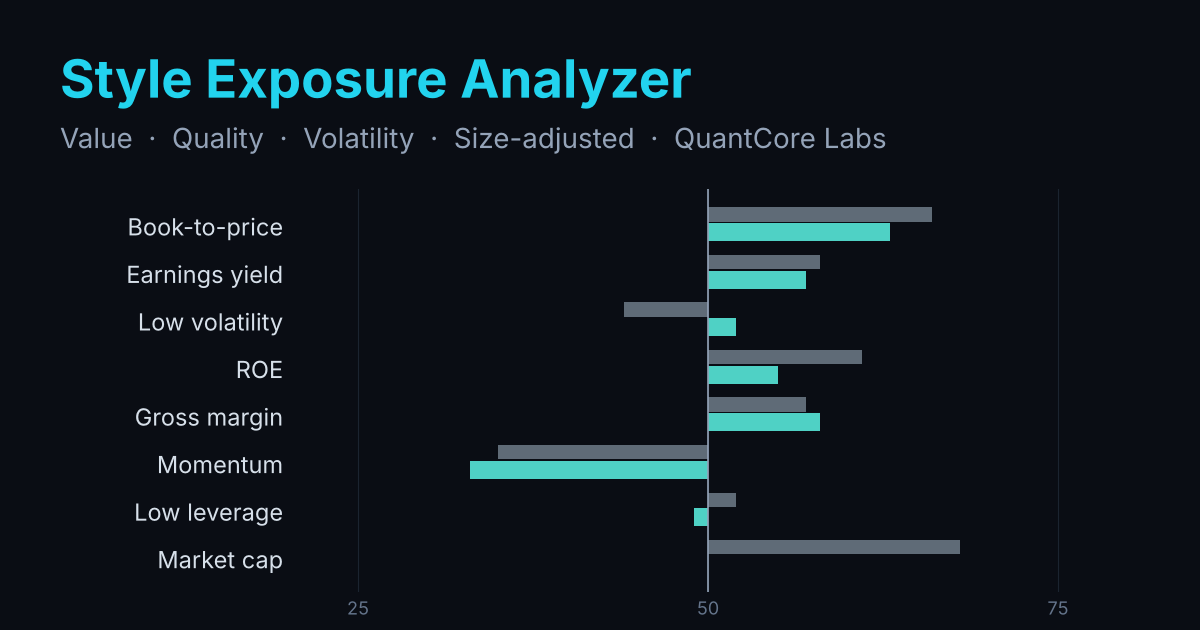 Style Exposure Analyzer
Value · Quality · Volatility · Size-adjusted · QuantCore Labs
Book-to-price
Earnings yield
Low volatility
ROE
Gross margin
Momentum
Low leverage
Market cap
25 50 75